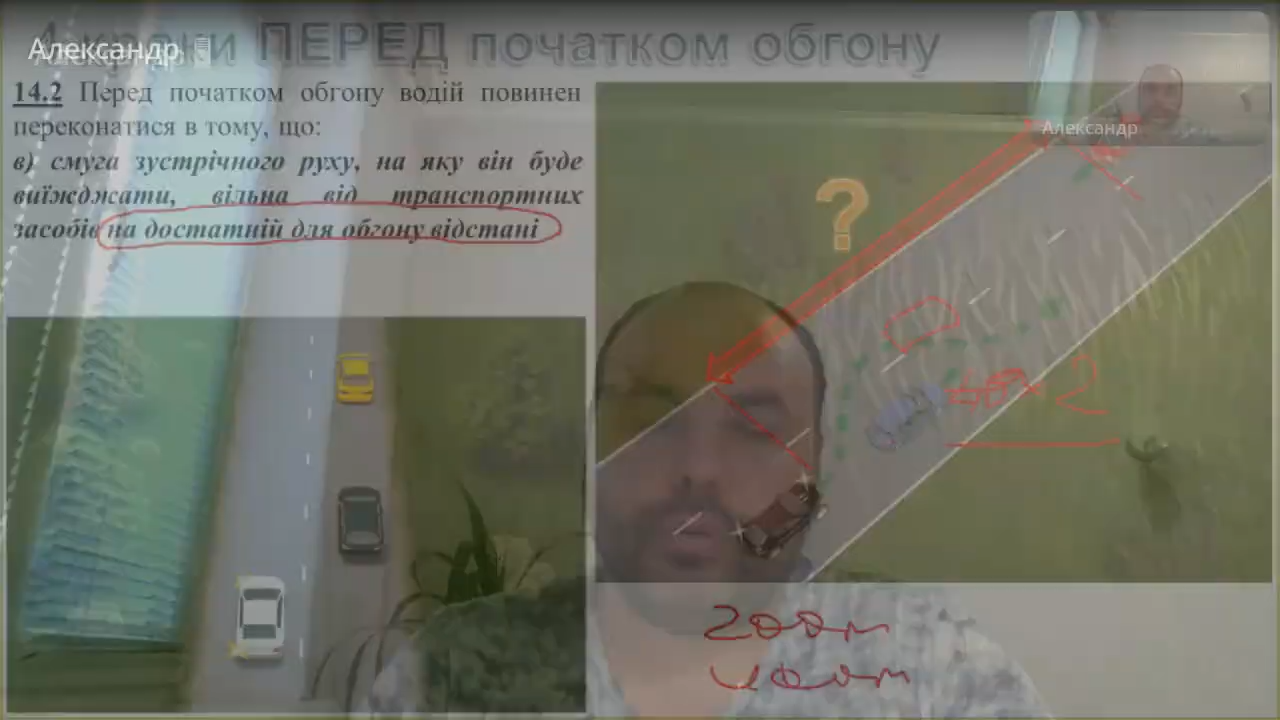 4 кроки ПЕРЕД початком обгону
Александр
14.2 Перед початком обгону водій повинен
переконатися в тому, що:
в) смуга зустрічного руху, на яку він буде
виїжджати, вільна від транспортних
засобів на достатній для обгону відстані
Александр
?
2
200м
400м